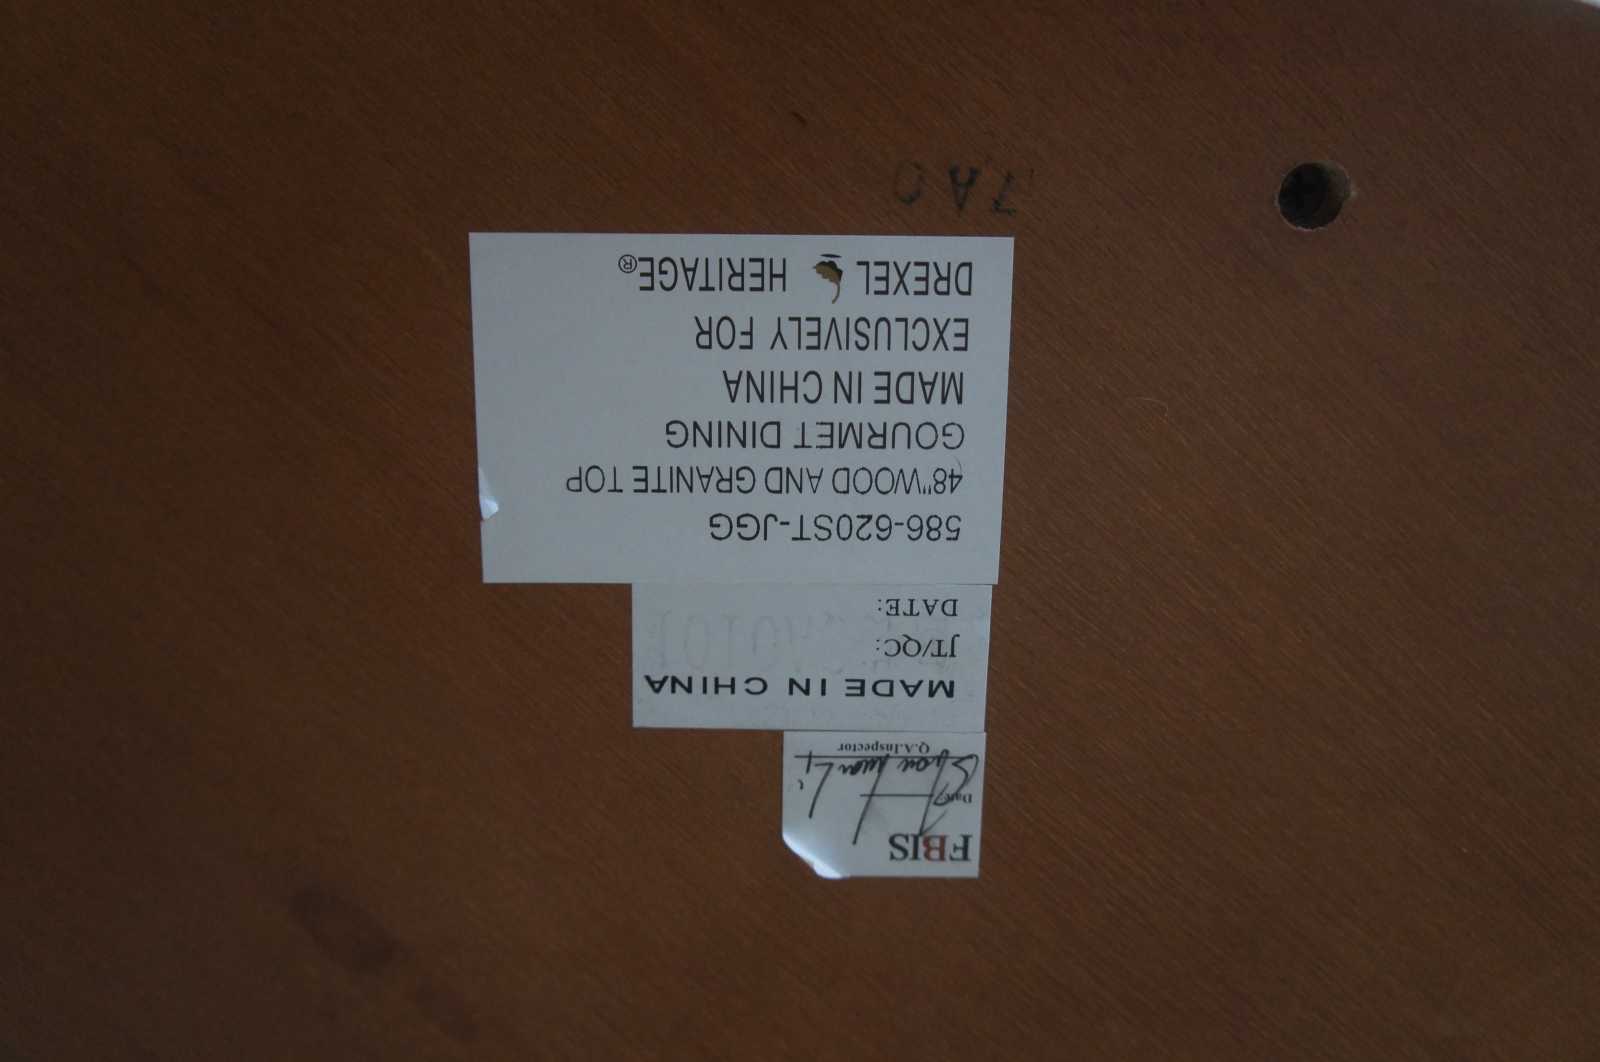 FBIS
Date
Q.A.Inspector
MADE IN CHINA
JT/QC:
DATE:
586-620ST-JGG
48"WOOD AND GRANITE TOP
GOURMET DINING
MADE IN CHINA
EXCLUSIVELY FOR
DREXEL HERITAGE®